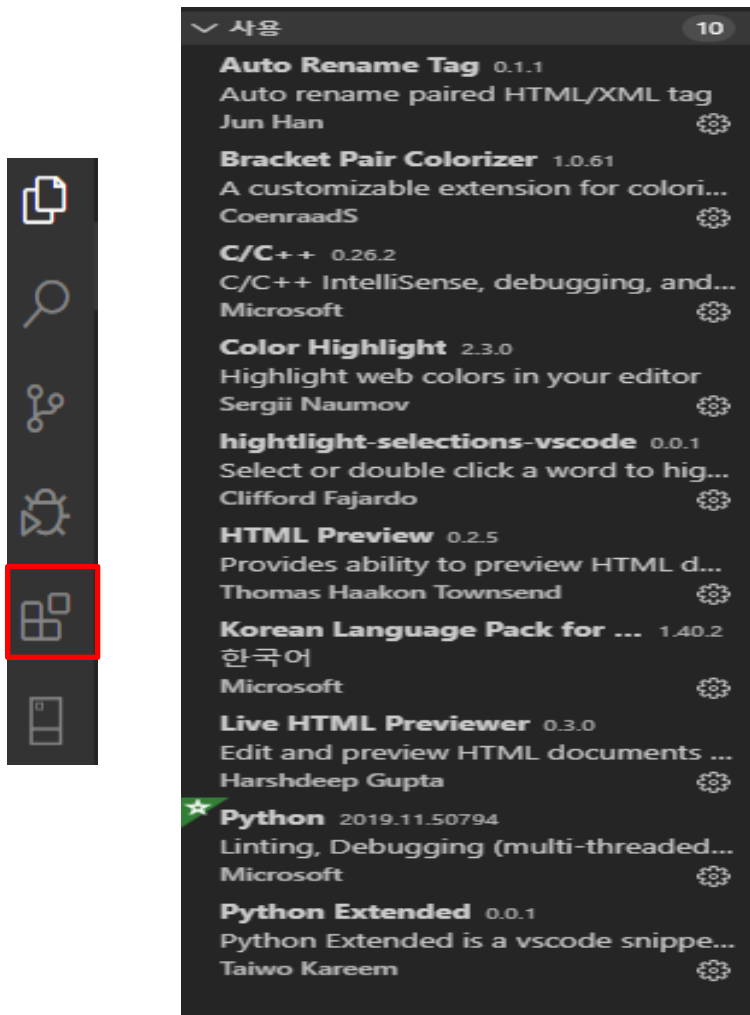 사용 10
Auto Rename Tag 0.1.1
Auto rename paired HTML/XML tag
Jun Han
Bracket Pair Colorizer 1.0.61
A customizable extension for colori...
CoenraadS
C/C++ 0.26.2
C/C++ IntelliSense, debugging, and...
Microsoft
Color Highlight 2.3.0
Highlight web colors in your editor
Sergii Naumov
hightlight-selections-vscode 0.0.1
Select or double click a word to hig...
Clifford Fajardo
HTML Preview 0.2.5
Provides ability to preview HTML d...
Thomas Haakon Townsend
Korean Language Pack for ... 1.40.2
한국어
Microsoft
Live HTML Previewer 0.3.0
Edit and preview HTML documents ...
Harshdeep Gupta
Python 2019.11.50794
Linting, Debugging (multi-threaded...
Microsoft
Python Extended 0.0.1
Python Extended is a vscode snippe...
Taiwo Kareem